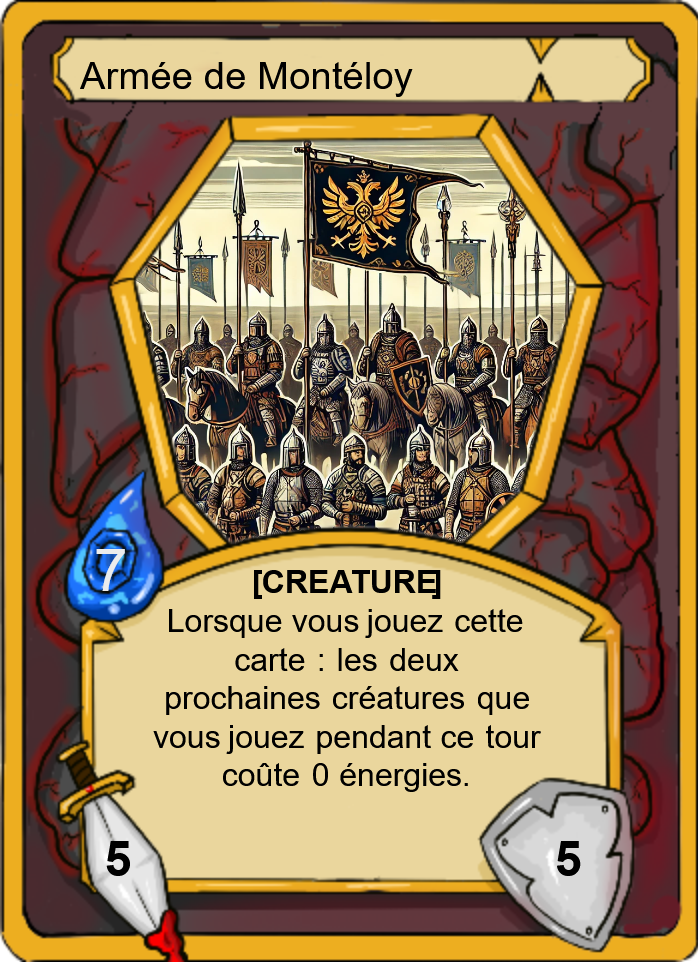 Armée de Montéloy
7
[CREATURE]
Lorsque vous jouez cette
carte : les deux
prochaines créatures que
vous jouez pendant ce tour
coûte 0 énergies.
5
5